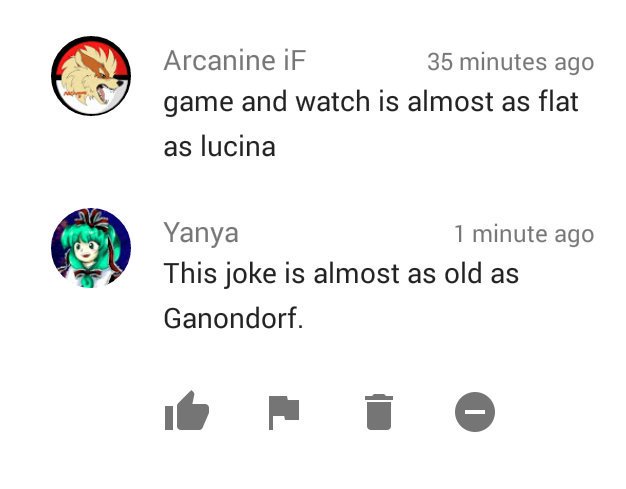 Arcanine iF 35 minutes ago
game and watch is almost as flat
as lucina
Yanya 1 minute ago
This joke is almost as old as
Ganondorf.